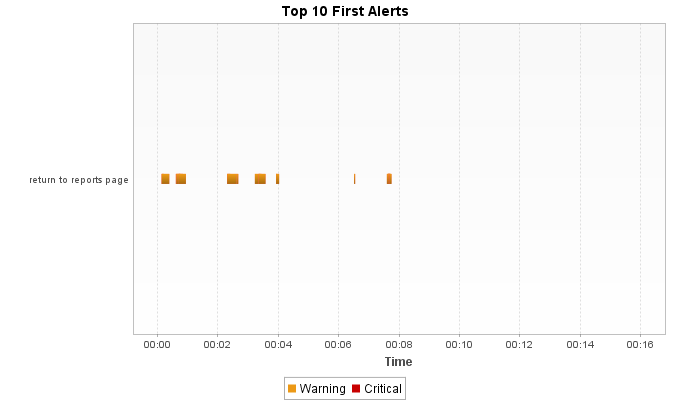 Top 10 First Alerts
return to reports page
00:00 00:02 00:04 00:06 00:08 00:10 00:12 00:14 00:16
Time
Warning Critical